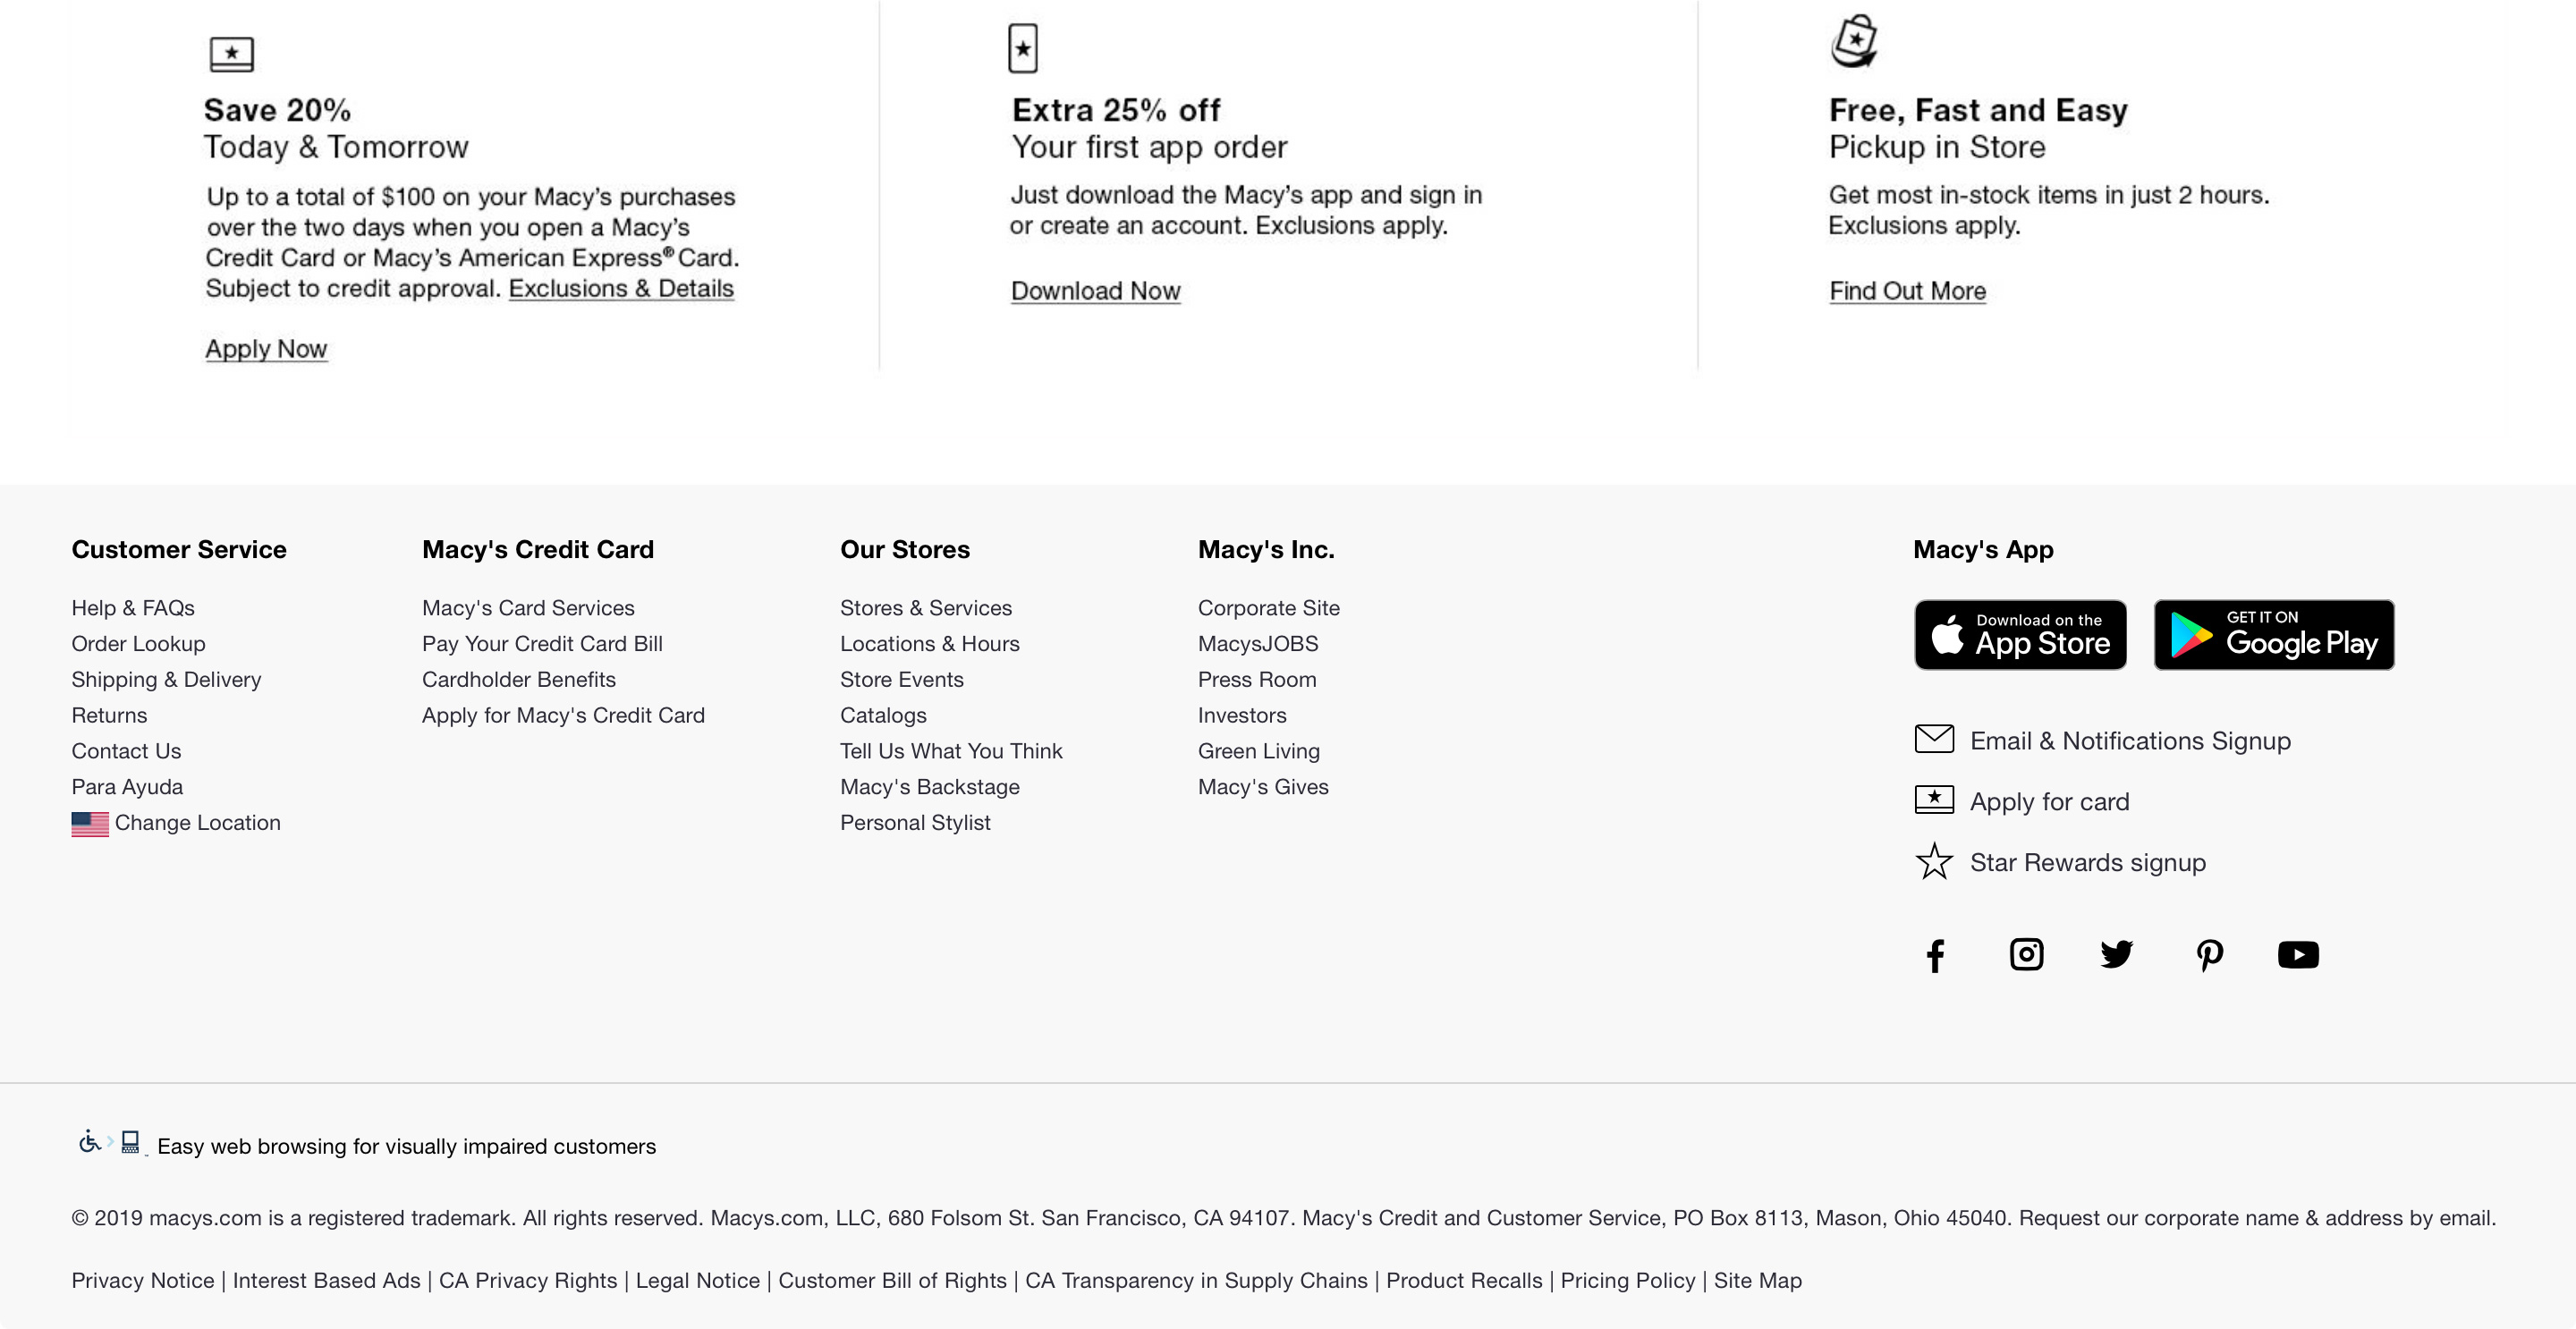 Save 20%
Today & Tomorrow
Up to a total of $100 on your Macy’s purchases
over the two days when you open a Macy’s
Credit Card or Macy’s American Express® Card.
Subject to credit approval. Exclusions & Details
Apply Now
Extra 25% off
Your first app order
Just download the Macy’s app and sign in
or create an account. Exclusions apply.
Download Now
Free, Fast and Easy
Pickup in Store
Get most in-stock items in just 2 hours.
Exclusions apply.
Find Out More
Customer Service
Help & FAQs
Order Lookup
Shipping & Delivery
Returns
Contact Us
Para Ayuda
Change Location
Macy's Credit Card
Macy's Card Services
Pay Your Credit Card Bill
Cardholder Benefits
Apply for Macy's Credit Card
Our Stores
Stores & Services
Locations & Hours
Store Events
Catalogs
Tell Us What You Think
Macy's Backstage
Personal Stylist
Macy's Inc.
Corporate Site
MacysJOBS
Press Room
Investors
Green Living
Macy's Gives
Macy's App
Download on the
App Store
GET IT ON
Google Play
Email & Notifications Signup
Apply for card
Star Rewards signup
Easy web browsing for visually impaired customers
© 2019 macys.com is a registered trademark. All rights reserved. Macys.com, LLC, 680 Folsom St. San Francisco, CA 94107. Macy's Credit and Customer Service, PO Box 8113, Mason, Ohio 45040. Request our corporate name & address by email.
Privacy Notice | Interest Based Ads | CA Privacy Rights | Legal Notice | Customer Bill of Rights | CA Transparency in Supply Chains | Product Recalls | Pricing Policy | Site Map